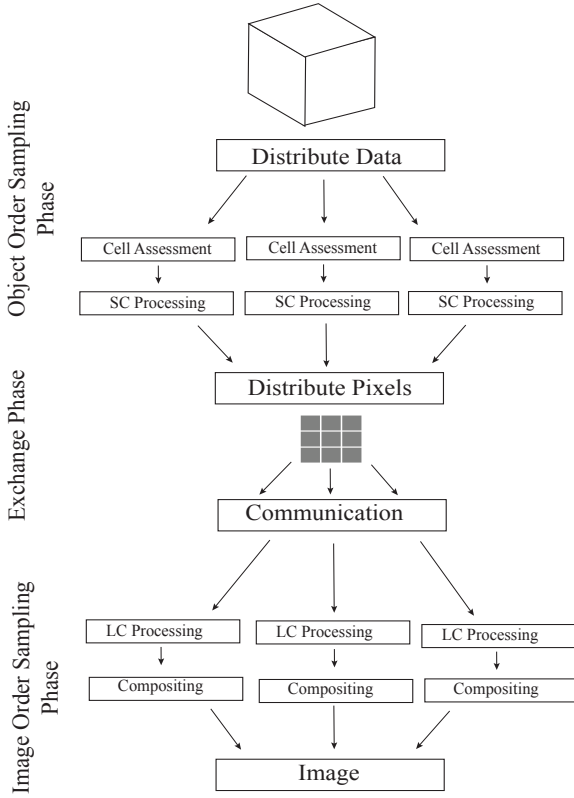 Object Order Sampling
Phase
Distribute Data
Cell Assessment
Cell Assessment
Cell Assessment
SC Processing
SC Processing
SC Processing
Exchange Phase
Distribute Pixels
Communication
Image Order Sampling
Phase
LC Processing
LC Processing
LC Processing
Compositing
Compositing
Compositing
Image